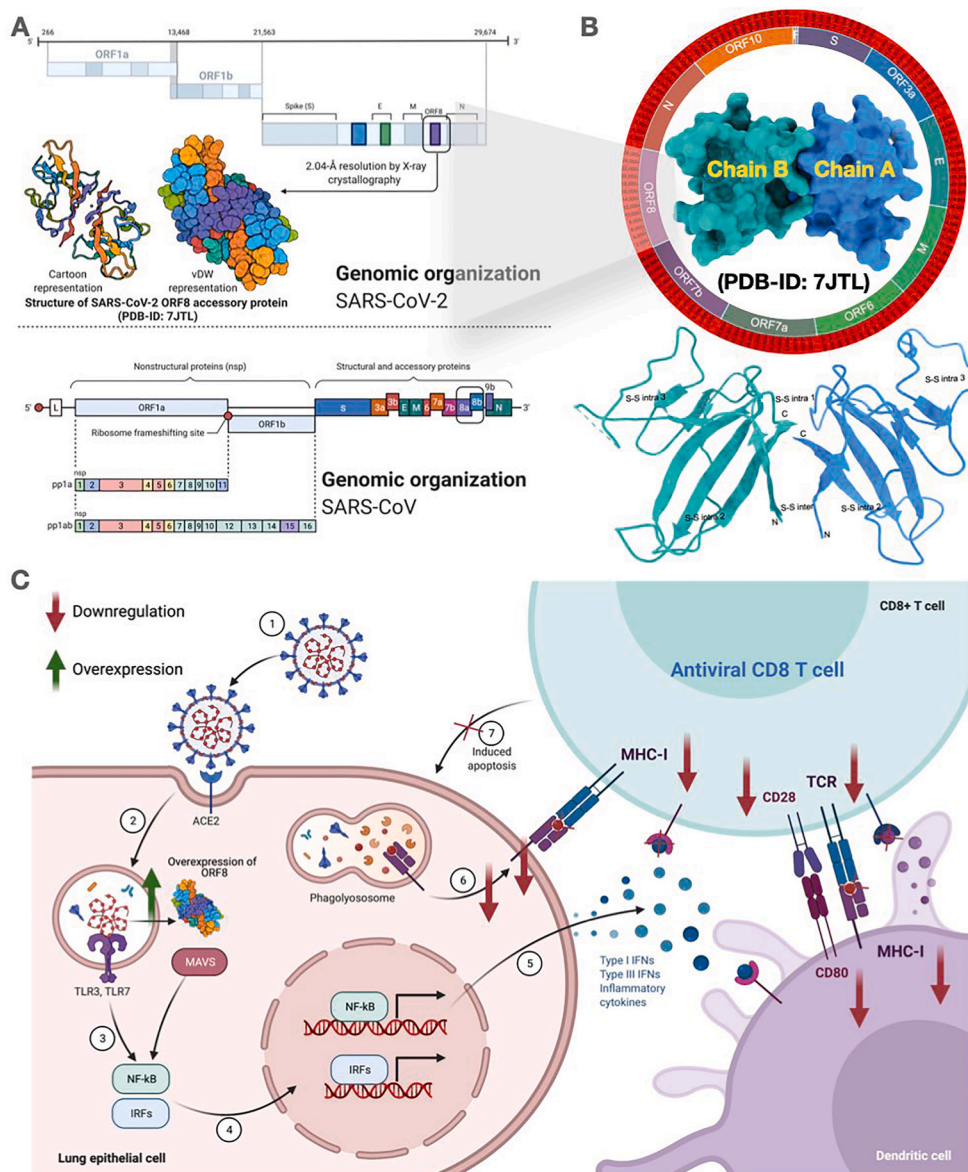 A
266
13,468
21,563
29,674
5'
3'
ORF1a
ORF1b
Spike (S)
E
M
ORF8
N
2.04-Å resolution by X-ray
crystallography
Cartoon
representation
vDW
representation
Structure of SARS-CoV-2 ORF8 accessory protein
(PDB-ID: 7JTL)
Genomic organization
SARS-CoV-2
Nonstructural proteins (nsp)
Structural and accessory proteins
5'
L
ORF1a
ORF1b
S
3a
3b
E
M
6
7a
7b
8a
8b
9b
N
3'
Ribosome frameshifting site
nsp
pp1a
1
2
3
4
5
6
7
8
9
10
11
Genomic organization
SARS-CoV
nsp
pp1ab
1
2
3
4
5
6
7
8
9
10
12
13
14
15
16
B
ORF10
S
ORF3a
E
M
ORF6
ORF7a
ORF7b
ORF8
N
Chain B
Chain A
(PDB-ID: 7JTL)
S-S intra 3
S-S intra 1
C
C
S-S intra 3
S-S intra 2
N
S-S inter
N
S-S intra 2
C
Downregulation
Overexpression
1
ACE2
2
Overexpression of
ORF8
MAVS
TLR3, TLR7
3
NF-kB
IRFs
4
Lung epithelial cell
Phagolyososome
6
NF-kB
IRFs
5
7
Induced
apoptosis
MHC-I
CD8+ T cell
Antiviral CD8 T cell
CD28
TCR
Type I IFNs
Type III IFNs
Inflammatory
cytokines
CD80
MHC-I
Dendritic cell